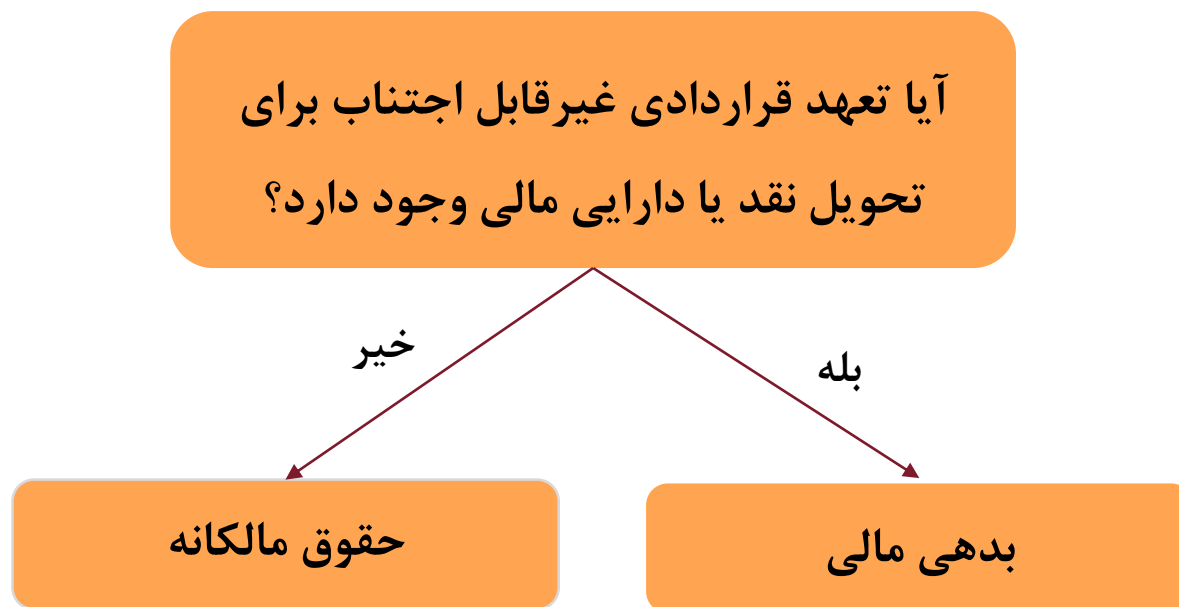 آیا تعهد قراردادی غیرقابل اجتناب برای
تحویل نقد یا دارایی مالی وجود دارد؟
بله
خیر
بدهی مالی
حقوق مالکانه